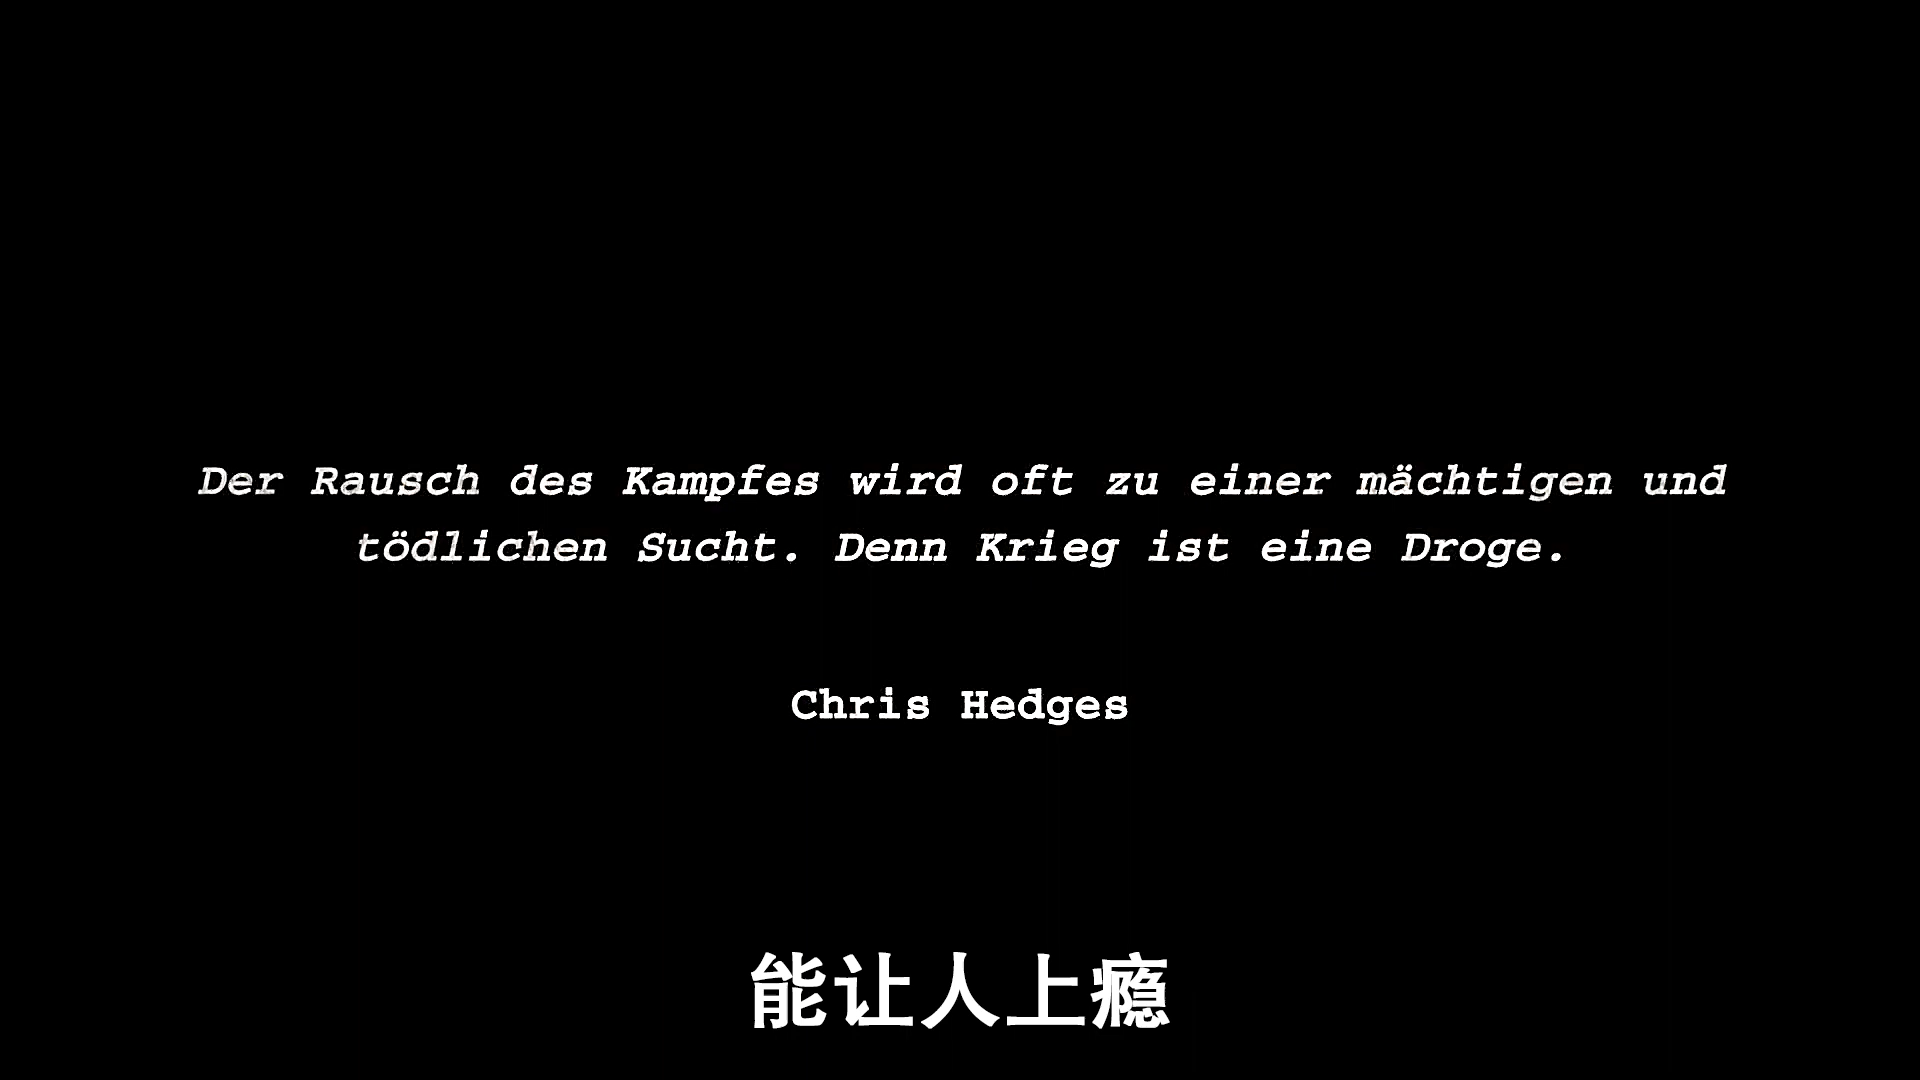 Der Rausch des Kampfes wird oft zu einer mächtigen und
tödlichen Sucht. Denn Krieg ist eine Droge.
Chris Hedges
能让人上瘾